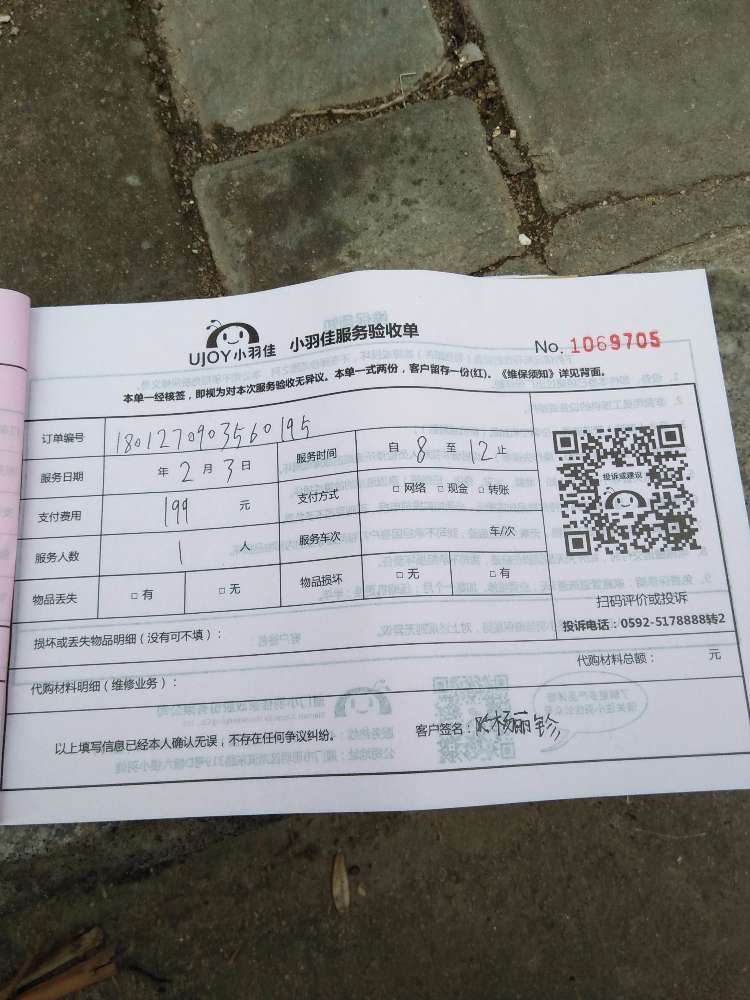 UJOY小羽佳 小羽佳服务验收单 No. 1069705
本单一经核签，即视为对本次服务验收无异议。本单一式两份，客户留存一份(红)。《维保须知》详见背面。
订单编号 1801270903560195 服务时间 自 8 至 12 止
服务日期 年 2 月 3 日
支付费用 199 元 支付方式 □ 网络 □ 现金 □ 转账
服务人数 1 人 服务车次 车/次
物品丢失 □ 有 □ 无 物品损坏 □ 无 □ 有
投诉或建议
扫码评价或投诉
投诉电话：0592-5178888转2
损坏或丢失物品明细（没有可不填）：
代购材料总额： 元
代购材料明细（维修业务）：
以上填写信息已经本人确认无误，不存在任何争议纠纷。 客户签名：欧杨丽钐